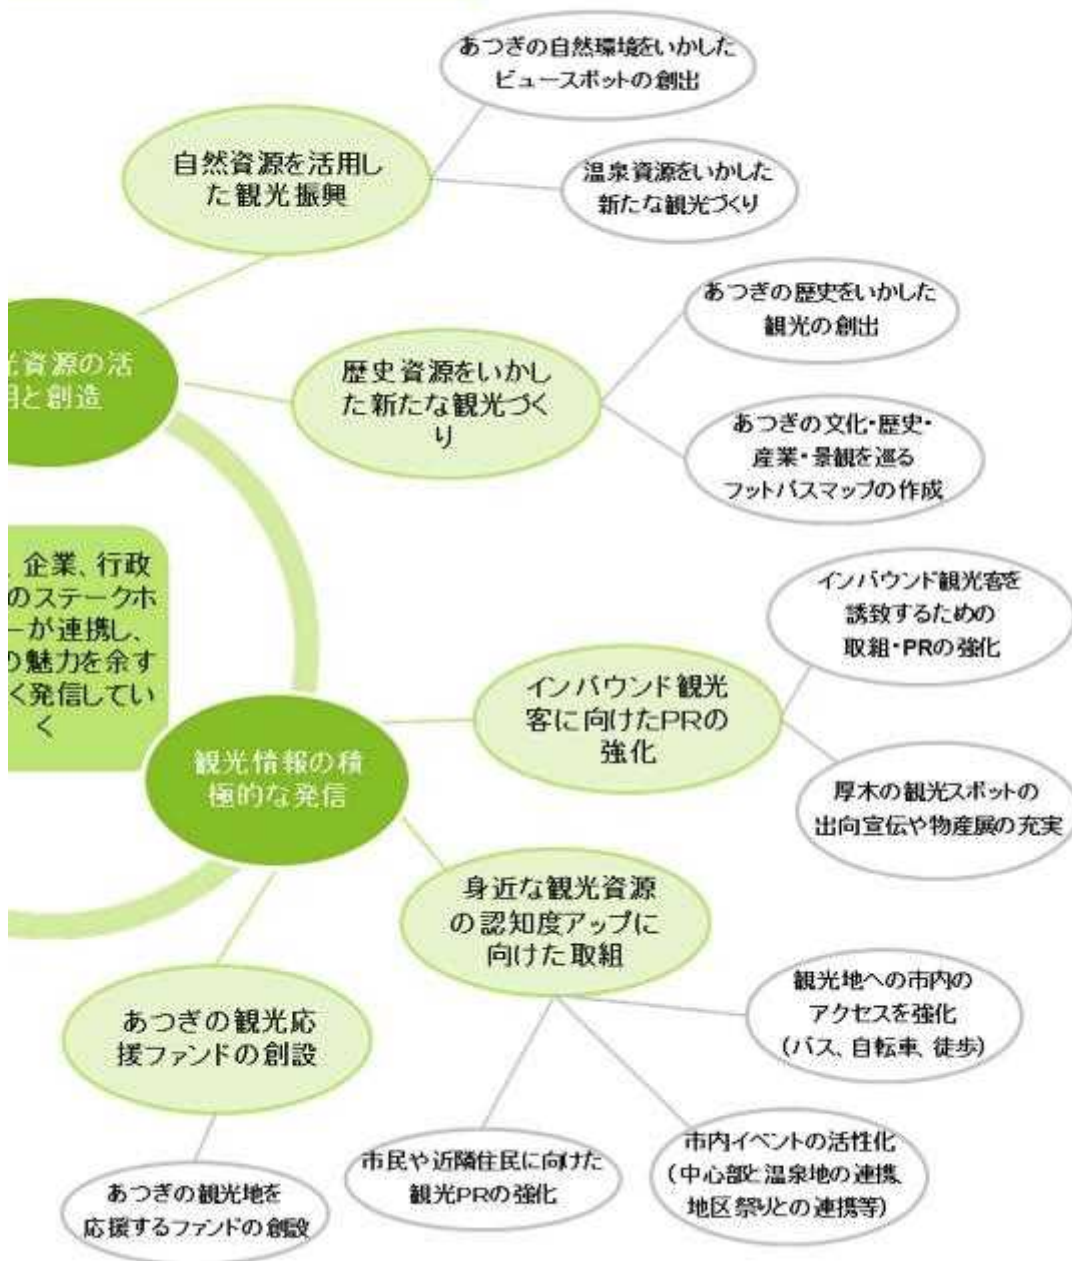 あつぎの自然環境をいかした
ビュースポットの創出
自然資源を活用し
た観光振興
温泉資源をいかした
新たな観光づくり
あつぎの歴史をいかした
観光の創出
光資源の活
用と創造
歴史資源をいかし
た新たな観光づく
り
あつぎの文化・歴史・
産業・景観を巡る
フットパスマップの作成
、企業、行政
のステークホ
ーが連携し、
の魅力を余す
く発信してい
く
インバウンド観光客を
誘致するための
取組・PRの強化
インバウンド観光
客に向けたPRの
強化
観光情報の積
極的な発信
厚木の観光スポットの
出向宣伝や物産展の充実
身近な観光資源
の認知度アップに
向けた取組
観光地への市内の
アクセスを強化
(バス、自転車、徒歩)
あつぎの観光応
援ファンドの創設
市民や近隣住民に向けた
観光PRの強化
市内イベントの活性化
(中心部と温泉地の連携、
地区祭りとの連携等)
あつぎの観光地を
応援するファンドの創設